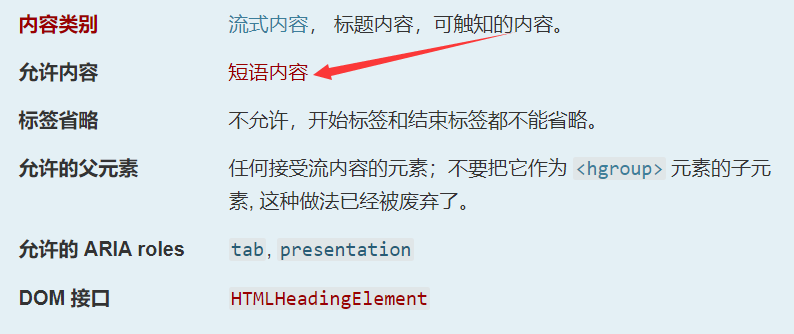 内容类别 流式内容， 标题内容，可触知的内容。
允许内容 短语内容
标签省略 不允许，开始标签和结束标签都不能省略。
允许的父元素 任何接受流内容的元素；不要把它作为 <hgroup> 元素的子元
素, 这种做法已经被废弃了。
允许的 ARIA roles tab, presentation
DOM 接口 HTMLHeadingElement